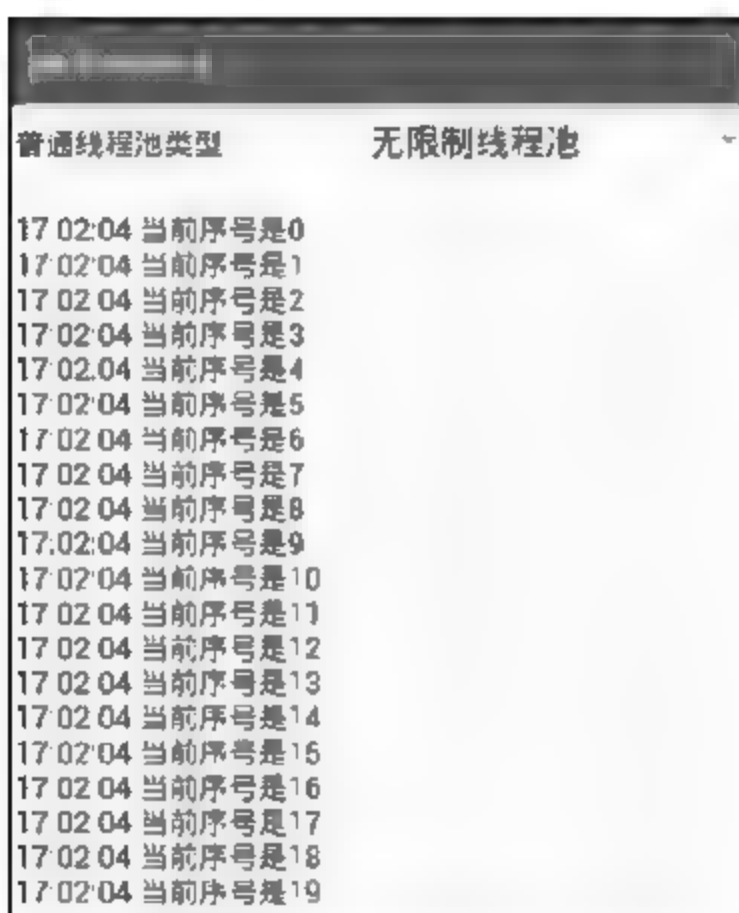 普通线程池类型 无限制线程池
17:02:04 当前序号是0
17:02:04 当前序号是1
17:02:04 当前序号是2
17:02:04 当前序号是3
17:02:04 当前序号是4
17:02:04 当前序号是5
17:02:04 当前序号是6
17:02:04 当前序号是7
17:02:04 当前序号是8
17:02:04 当前序号是9
17:02:04 当前序号是10
17:02:04 当前序号是11
17:02:04 当前序号是12
17:02:04 当前序号是13
17:02:04 当前序号是14
17:02:04 当前序号是15
17:02:04 当前序号是16
17:02:04 当前序号是17
17:02:04 当前序号是18
17:02:04 当前序号是19